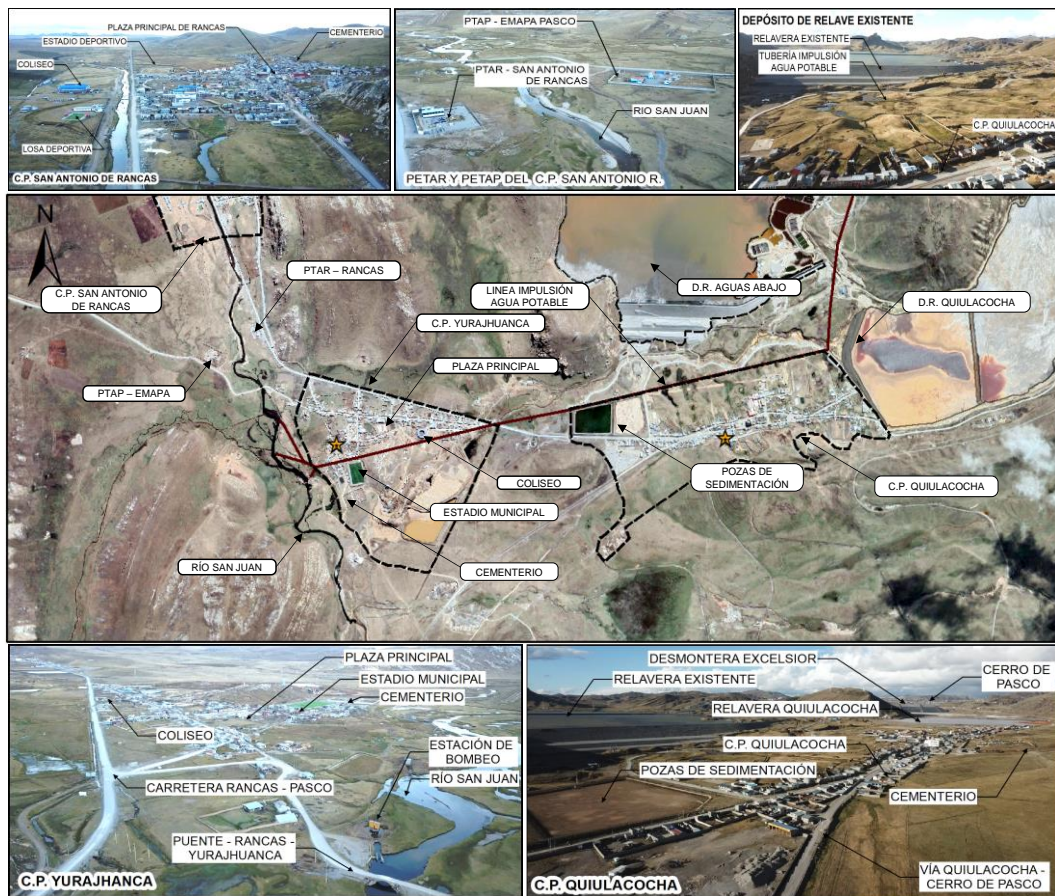 PLAZA PRINCIPAL DE RANCAS
CEMENTERIO
ESTADIO DEPORTIVO
COLISEO
LOSA DEPORTIVA
C.P. SAN ANTONIO DE RANCAS
PTAP - EMAPA PASCO
PTAR - SAN ANTONIO
DE RANCAS
RIO SAN JUAN
PETAR Y PETAP DEL C.P. SAN ANTONIO R.
DEPÓSITO DE RELAVE EXISTENTE
RELAVERA EXISTENTE
TUBERÍA IMPULSIÓN
AGUA POTABLE
C.P. QUIULACOCHA
N
PTAR – RANCAS
C.P. SAN ANTONIO
DE RANCAS
LINEA IMPULSIÓN
AGUA POTABLE
D.R. AGUAS ABAJO
D.R. QUIULACOCHA
C.P. YURAJHUANCA
PLAZA PRINCIPAL
PTAP – EMAPA
COLISEO
POZAS DE
SEDIMENTACIÓN
C.P. QUIULACOCHA
ESTADIO MUNICIPAL
RÍO SAN JUAN
CEMENTERIO
PLAZA PRINCIPAL
ESTADIO MUNICIPAL
CEMENTERIO
COLISEO
ESTACIÓN DE
BOMBEO
RÍO SAN JUAN
CARRETERA RANCAS - PASCO
PUENTE - RANCAS -
YURAJHUANCA
C.P. YURAJHANCA
DESMONTERA EXCELSIOR
CERRO DE
PASCO
RELAVERA EXISTENTE
RELAVERA QUIULACOCHA
C.P. QUIULACOCHA
POZAS DE SEDIMENTACIÓN
CEMENTERIO
VÍA QUIULACOCHA -
CERRO DE PASCO
C.P. QUIULACOCHA